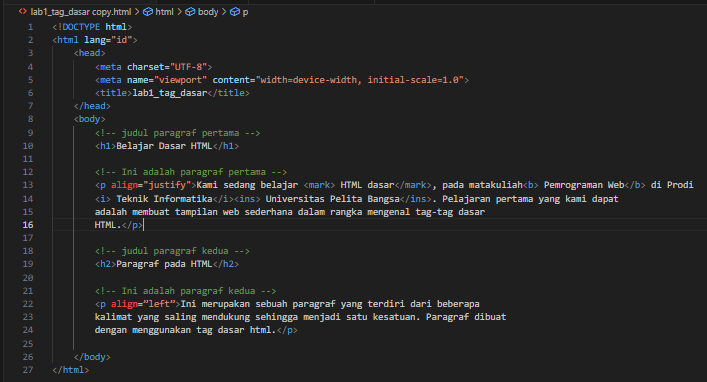 lab1_tag_dasar copy.html > html > body > p
1 <!DOCTYPE html>
2 <html lang="id">
3 <head>
4 <meta charset="UTF-8">
5 <meta name="viewport" content="width=device-width, initial-scale=1.0">
6 <title>lab1_tag_dasar</title>
7 </head>
8 <body>
9 <!-- judul paragraf pertama -->
10 <h1>Belajar Dasar HTML</h1>
11
12 <!-- Ini adalah paragraf pertama -->
13 <p align="justify">Kami sedang belajar <mark> HTML dasar</mark>, pada matakuliah<b> Pemrograman Web</b> di Prodi
14 <i> Teknik Informatika</i><ins> Universitas Pelita Bangsa</ins>. Pelajaran pertama yang kami dapat
15 adalah membuat tampilan web sederhana dalam rangka mengenal tag-tag dasar
16 HTML.</p>
17
18 <!-- judul paragraf kedua -->
19 <h2>Paragraf pada HTML</h2>
20
21 <!-- Ini adalah paragraf kedua -->
22 <p align=”left”>Ini merupakan sebuah paragraf yang terdiri dari beberapa
23 kalimat yang saling mendukung sehingga menjadi satu kesatuan. Paragraf dibuat
24 dengan menggunakan tag dasar html.</p>
25
26 </body>
27 </html>